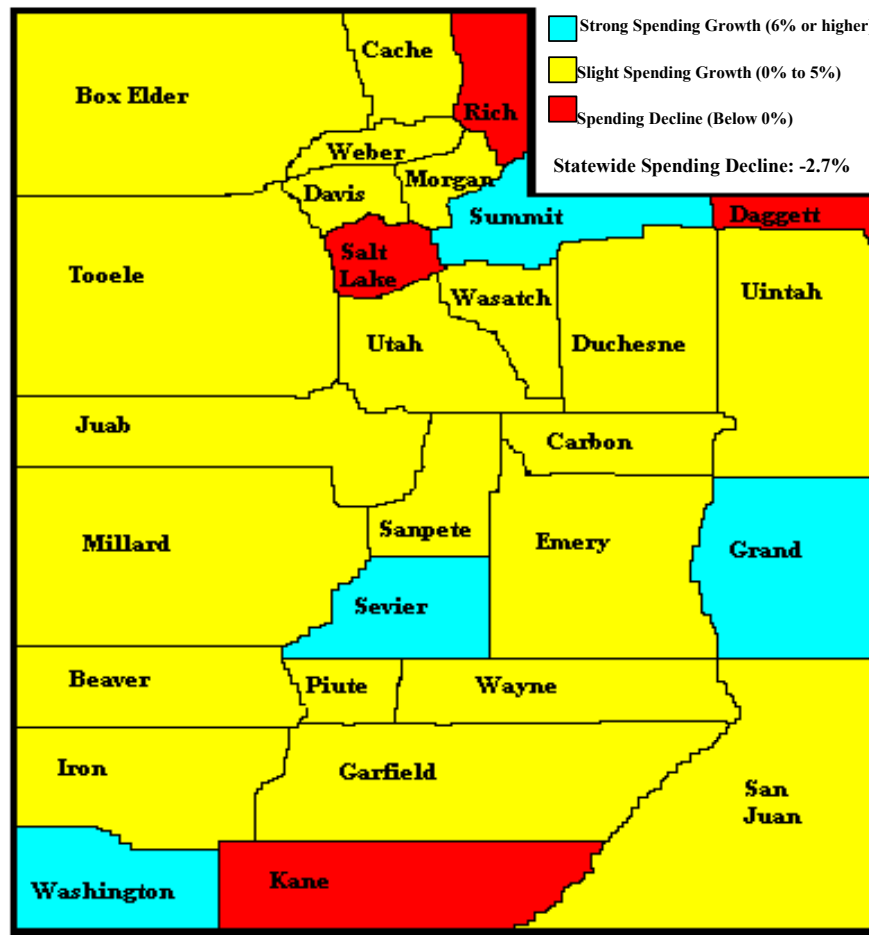 Strong Spending Growth (6% or higher
Slight Spending Growth (0% to 5%)
Spending Decline (Below 0%)
Statewide Spending Decline: -2.7%
Cache
Box Elder
Rich
Weber
Morgan
Davis
Summit
Daggett
Salt
Lake
Tooele
Wasatch
Uintah
Utah
Duchesne
Juab
Carbon
Sanpete
Millard
Emery
Grand
Sevier
Beaver
Piute
Wayne
Iron
Garfield
San
Juan
Washington
Kane